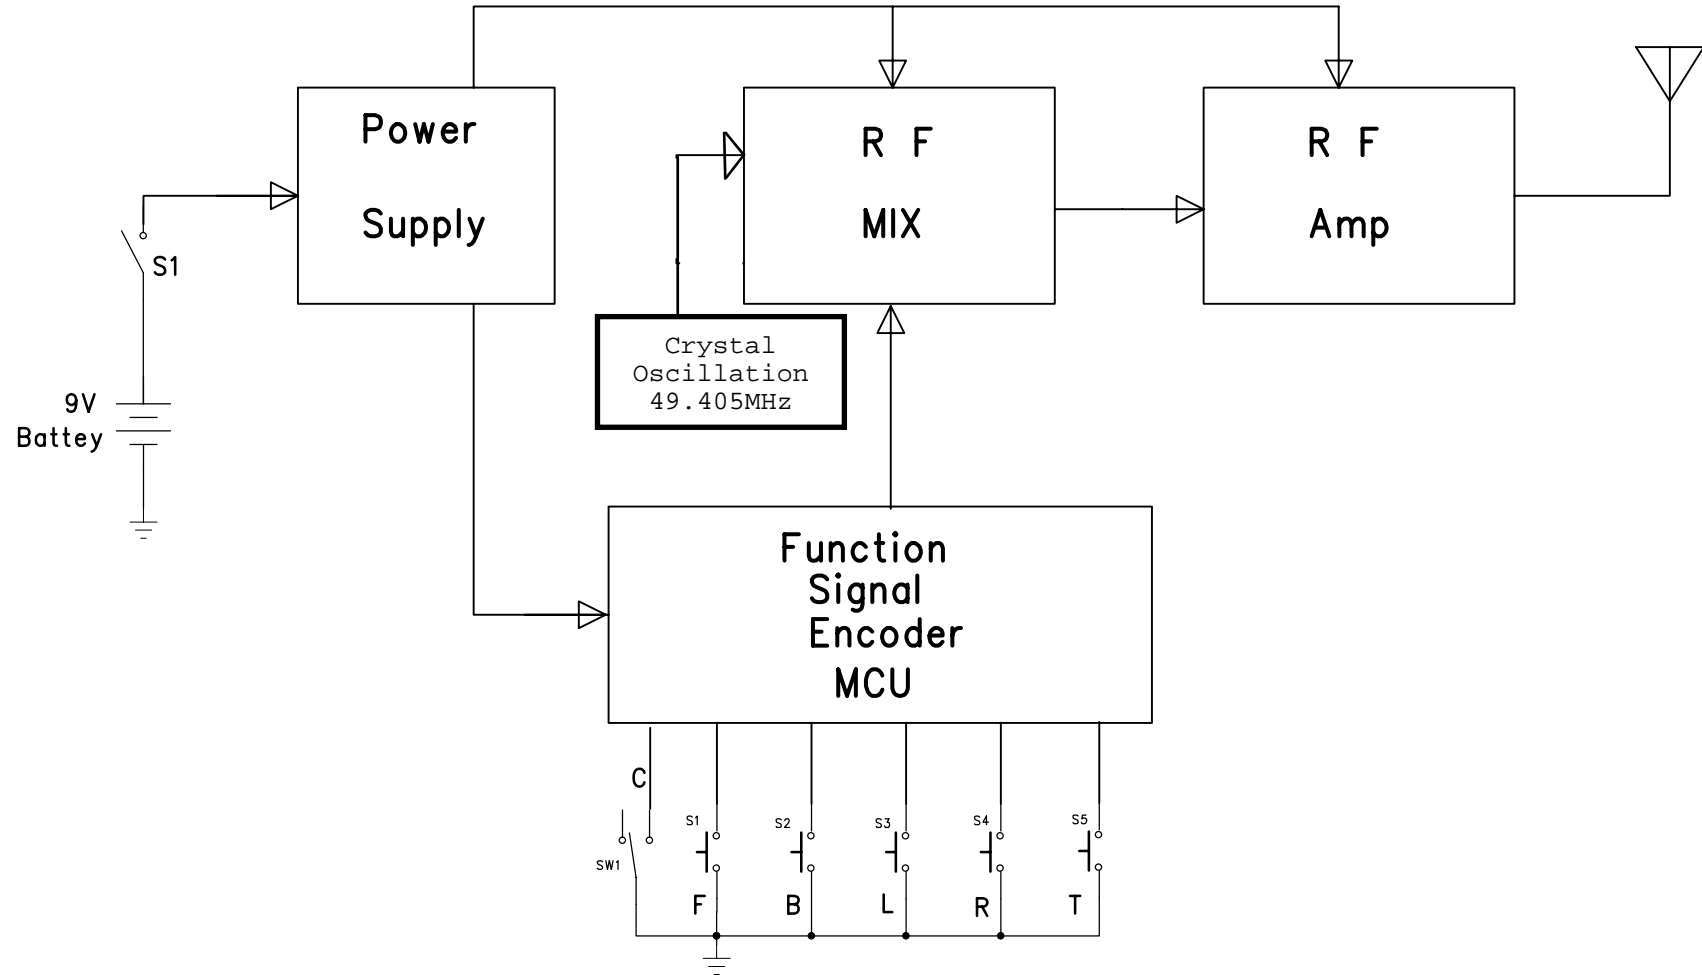 Power
Supply
R F
MIX
R F
Amp
S1
Crystal
Oscillation
49.405MHz
9V
Battey
Function
Signal
Encoder
MCU
C
SW1
S1
S2
S3
S4
S5
F
B
L
R
T